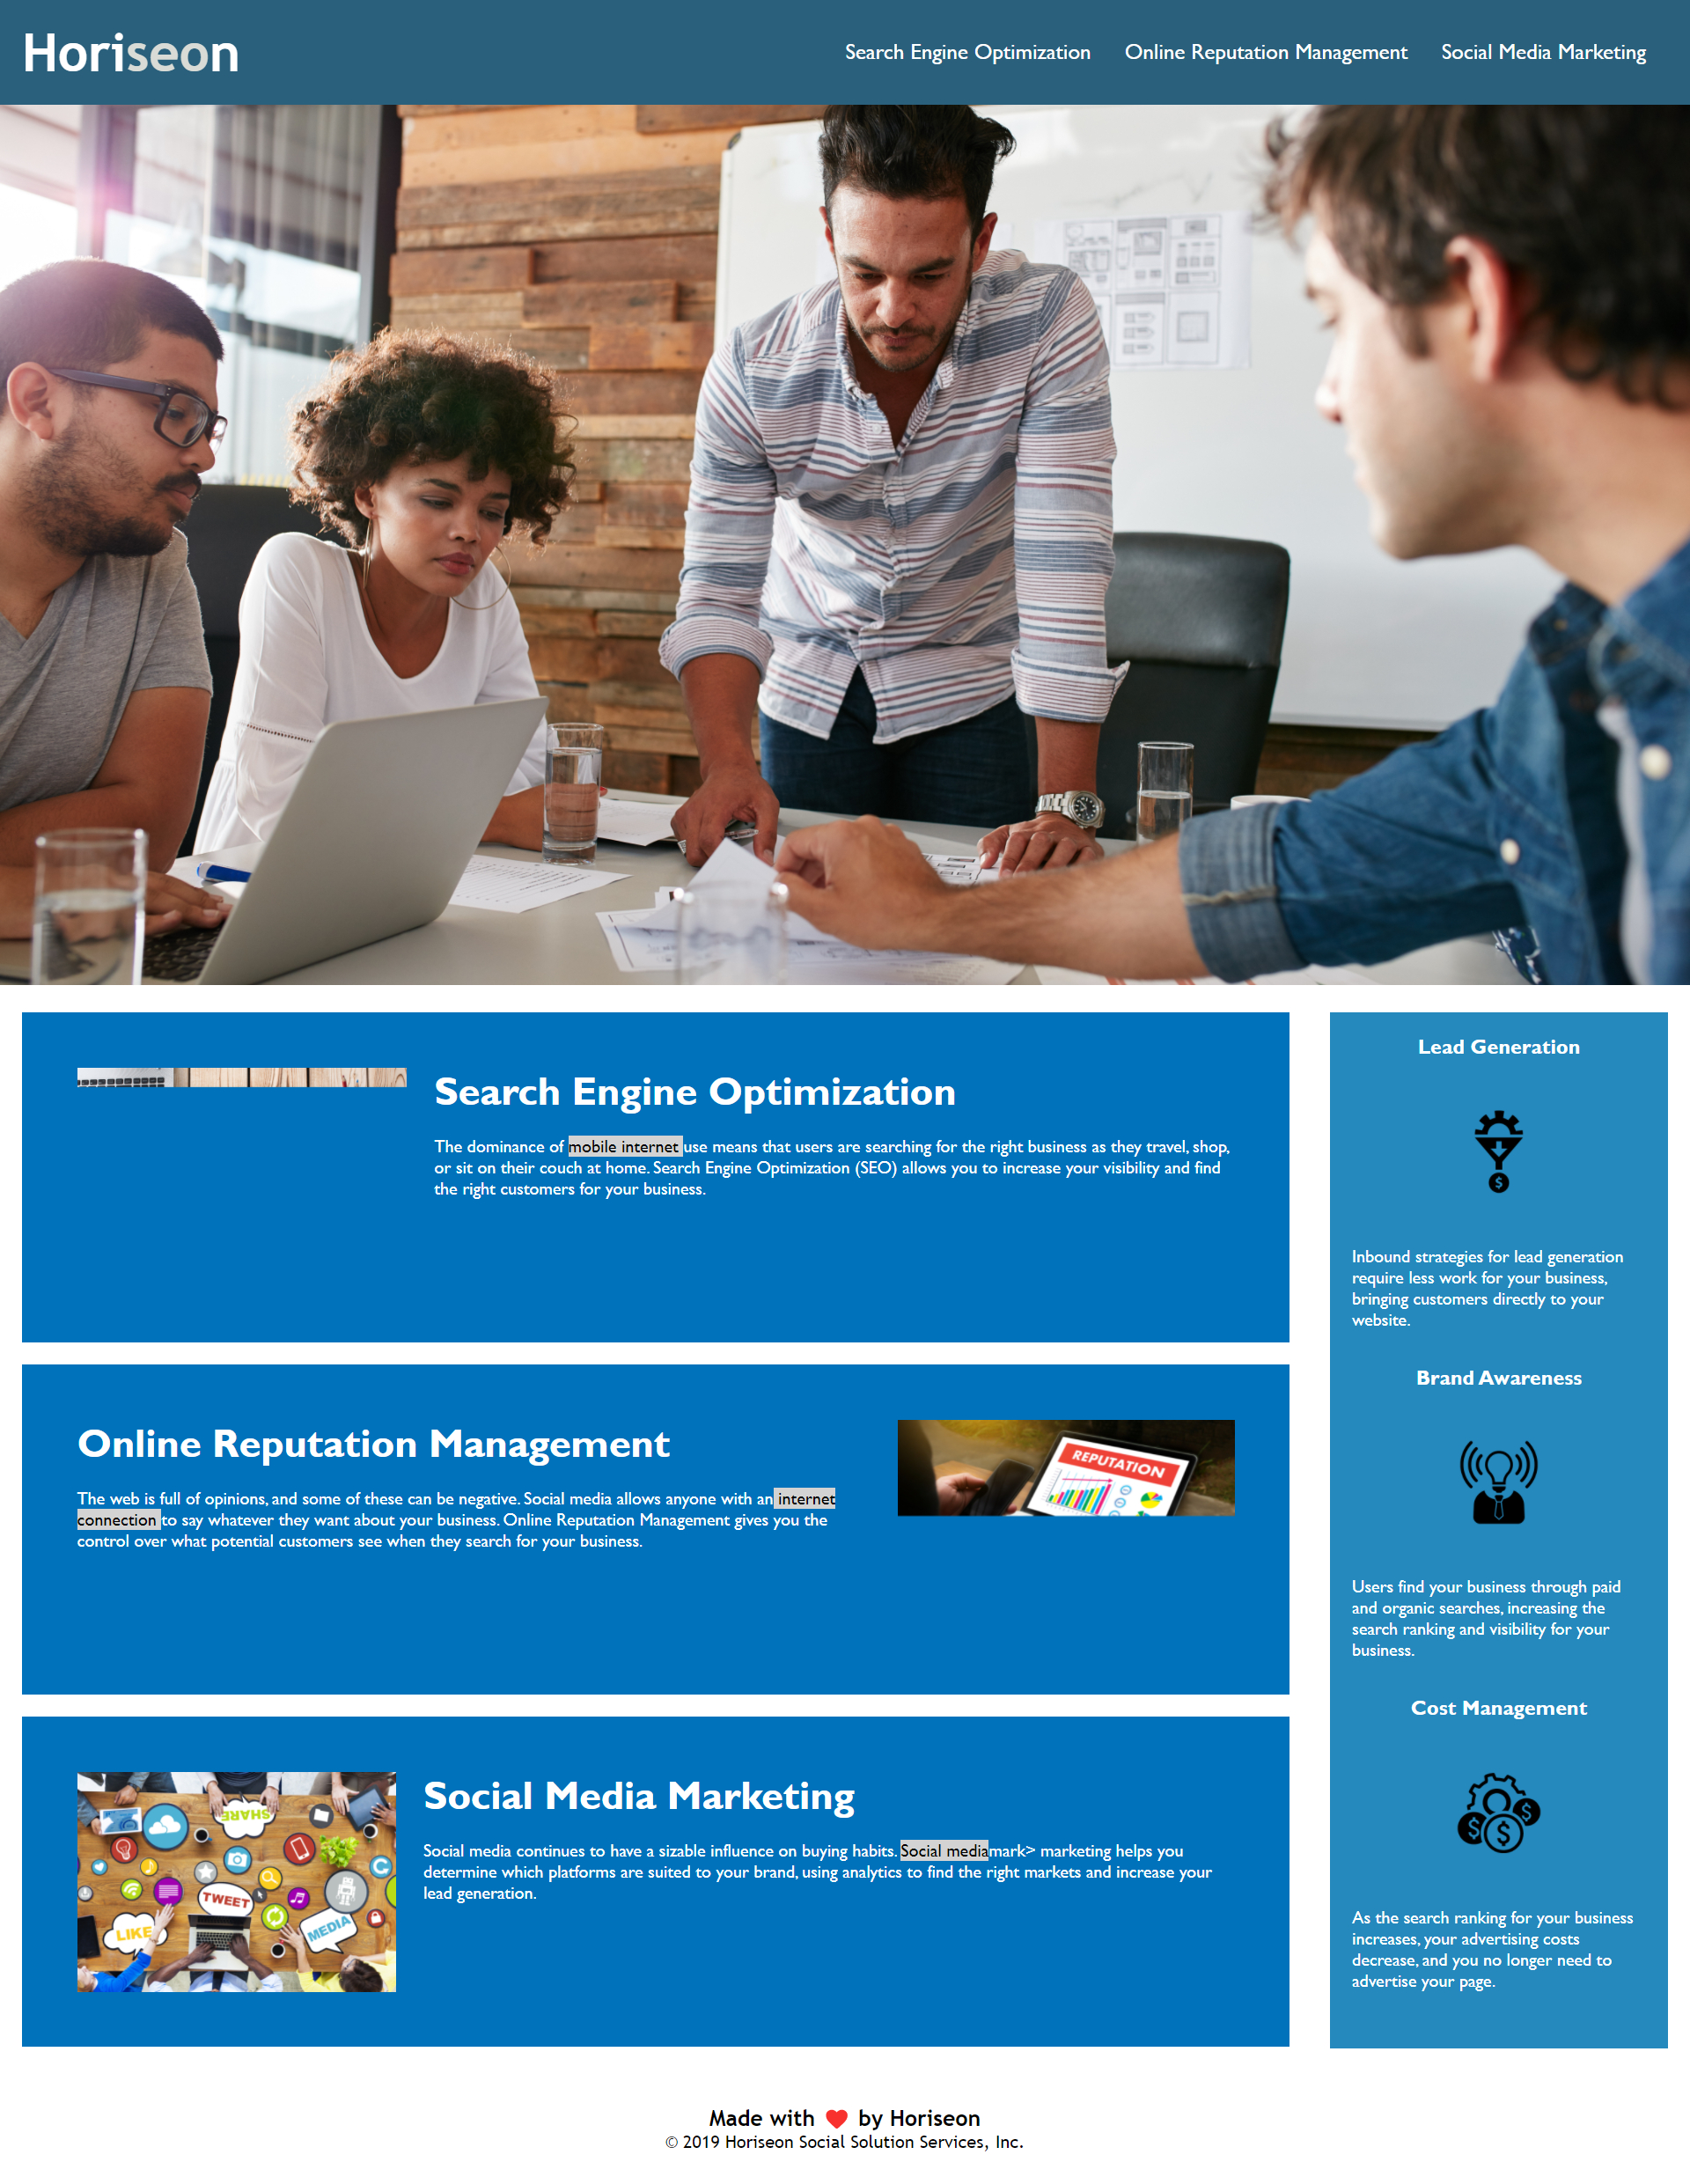 Horiseon
Search Engine Optimization
Online Reputation Management
Social Media Marketing
Search Engine Optimization
The dominance of mobile internet use means that users are searching for the right business as they travel, shop,
or sit on their couch at home. Search Engine Optimization (SEO) allows you to increase your visibility and find
the right customers for your business.
Online Reputation Management
The web is full of opinions, and some of these can be negative. Social media allows anyone with an internet
connection to say whatever they want about your business. Online Reputation Management gives you the
control over what potential customers see when they search for your business.
REPUTATION
Social Media Marketing
Social media continues to have a sizable influence on buying habits. Social mediamark> marketing helps you
determine which platforms are suited to your brand, using analytics to find the right markets and increase your
lead generation.
SHARE
TWEET
LIKE
MEDIA
Lead Generation
$
Inbound strategies for lead generation
require less work for your business,
bringing customers directly to your
website.
Brand Awareness
Users find your business through paid
and organic searches, increasing the
search ranking and visibility for your
business.
Cost Management
$ $ $
As the search ranking for your business
increases, your advertising costs
decrease, and you no longer need to
advertise your page.
Made with ❤️ by Horiseon
© 2019 Horiseon Social Solution Services, Inc.